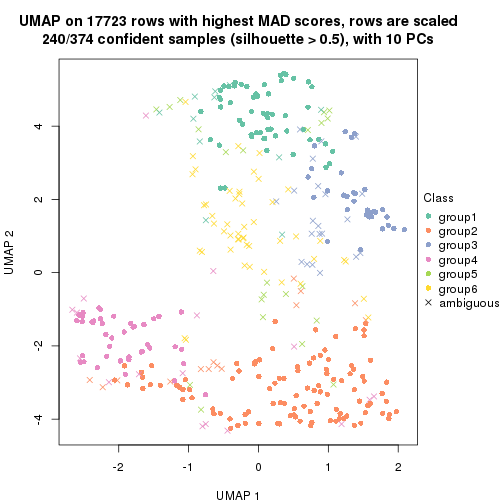 UMAP on 17723 rows with highest MAD scores, rows are scaled
240/374 confident samples (silhouette > 0.5), with 10 PCs
4
2
0
-2
-4
UMAP 2
-2
-1
0
1
2
UMAP 1
Class
group1
group2
group3
group4
group5
group6
ambiguous